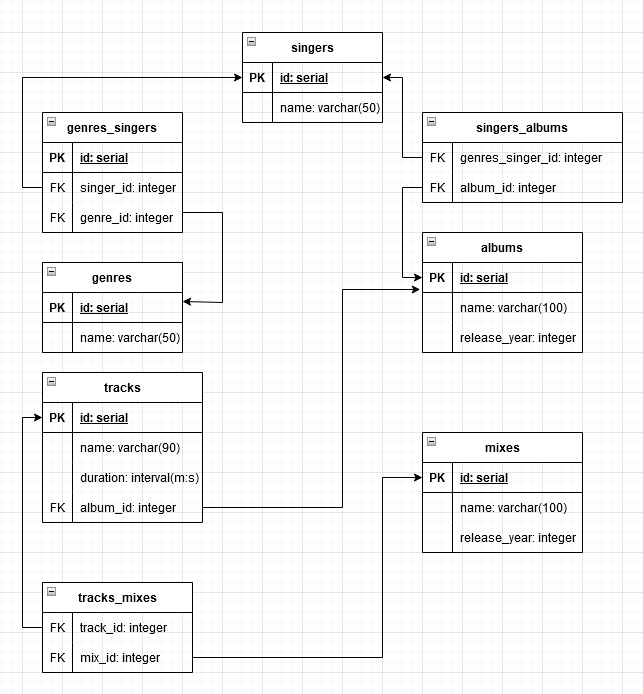 singers
PK id: serial
name: varchar(50)
genres_singers
PK id: serial
FK singer_id: integer
FK genre_id: integer
singers_albums
FK genres_singer_id: integer
FK album_id: integer
genres
PK id: serial
name: varchar(50)
albums
PK id: serial
name: varchar(100)
release_year: integer
tracks
PK id: serial
name: varchar(90)
duration: interval(m:s)
FK album_id: integer
mixes
PK id: serial
name: varchar(100)
release_year: integer
tracks_mixes
FK track_id: integer
FK mix_id: integer